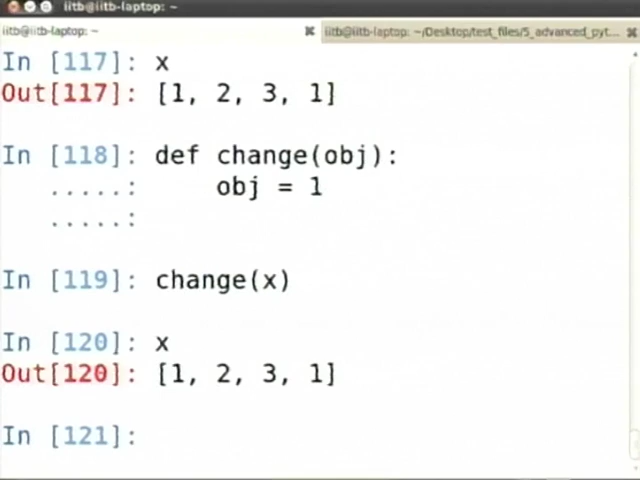 iitb@iitb-laptop: ~
iitb@iitb-laptop: ~ iitb@iitb-laptop: ~/Desktop/test_files/5_advanced_pyt...
In [117]: x
Out[117]: [1, 2, 3, 1]
In [118]: def change(obj):
.....: obj = 1
.....:
In [119]: change(x)
In [120]: x
Out[120]: [1, 2, 3, 1]
In [121]: